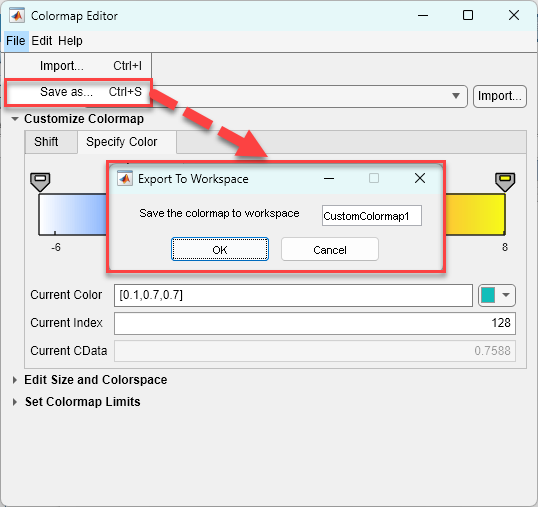 Colormap Editor
File Edit Help
Import... Ctrl+I
Save as... Ctrl+S
Import...
Customize Colormap
Shift Specify Color
Export To Workspace
Save the colormap to workspace CustomColormap1
OK Cancel
-6 8
Current Color [0.1,0.7,0.7]
Current Index 128
Current CData 0.7588
Edit Size and Colorspace
Set Colormap Limits